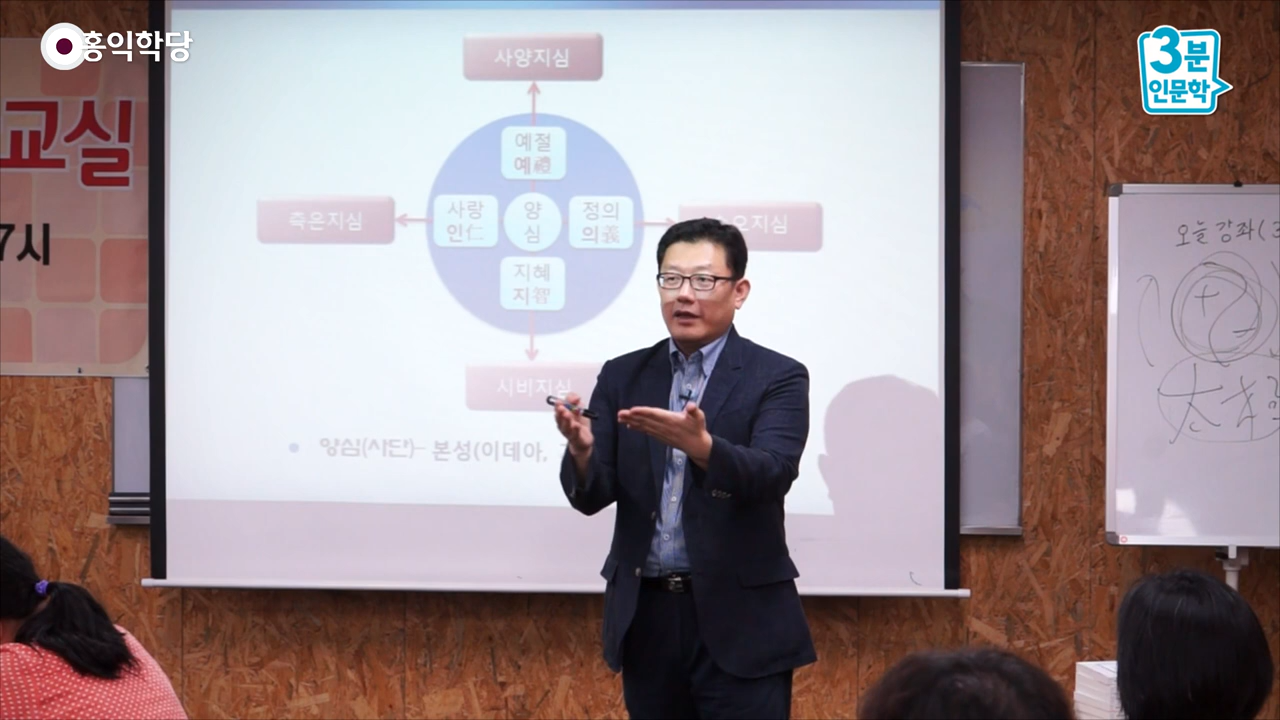 홍익학당
3분
인문학
교실
7시
사양지심
예절
예禮
측은지심
사랑
인仁
양
심
정의
의義
오지심
지혜
지智
시비지심
• 양심(사단)- 본성(이데아,
오늘 강좌(3
+
-
太